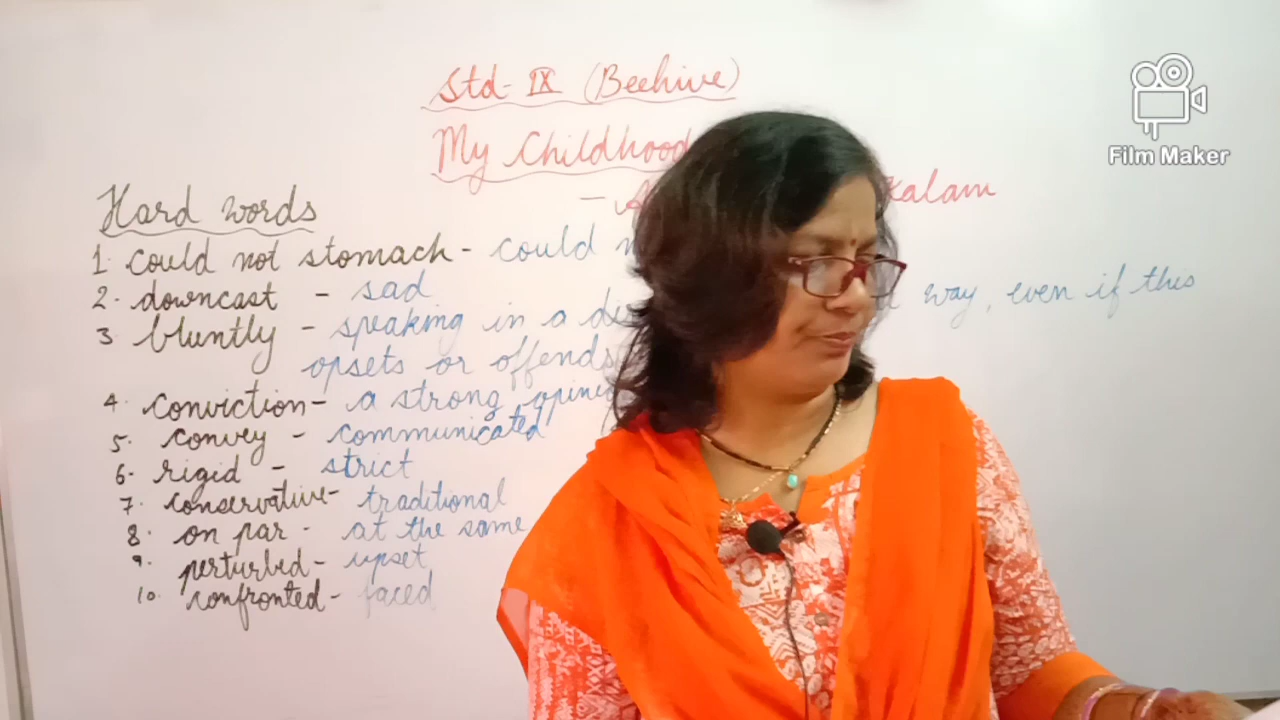 Std- IX (Beehive)
My Childhood
- Kalam
Hard words
1. could not stomach - could
2. downcast - sad
3. bluntly - speaking in a way, even if this
upsets or offends
4. conviction - a strong
5. convey - communicated
6. rigid - strict
7. conservative - traditional
8. on par - at the same
9. perturbed - upset
10. confronted - faced
Film Maker